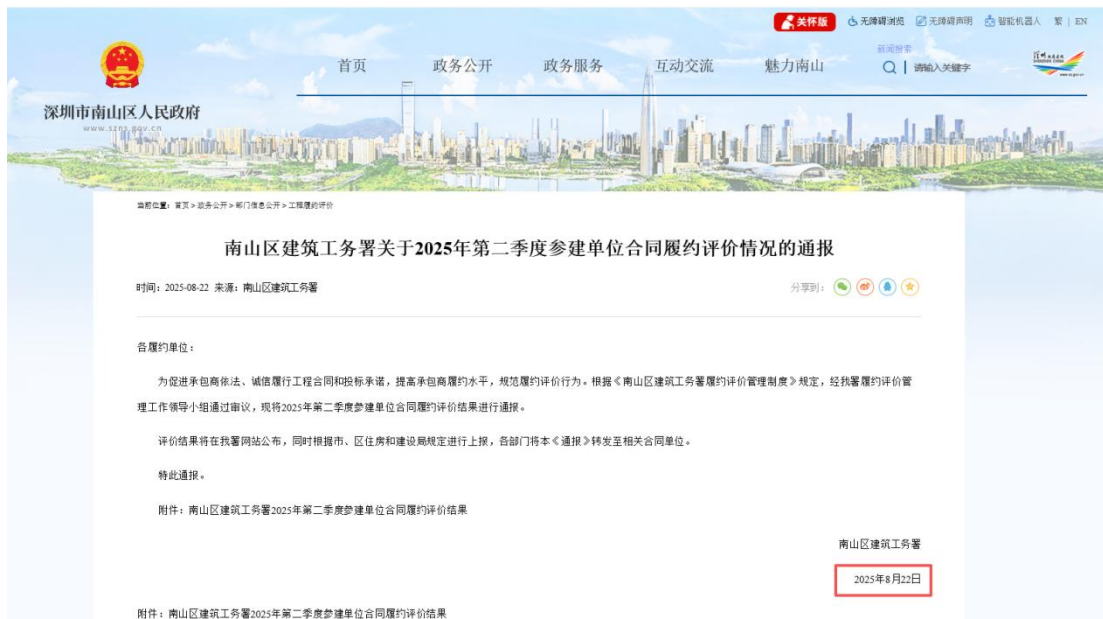 关怀版 无障碍浏览 无障碍声明 智能机器人 繁 | EN
新闻搜索
首页 政务公开 政务服务 互动交流 魅力南山 请输入关键字
深圳市南山区人民政府
www.szns.gov.cn
当前位置：首页>政务公开>部门信息公开>工程履约评价
南山区建筑工务署关于2025年第二季度参建单位合同履约评价情况的通报
时间：2025-08-22 来源：南山区建筑工务署 分享到：
各履约单位：
为促进承包商依法、诚信履行工程合同和投标承诺，提高承包商履约水平，规范履约评价行为。根据《南山区建筑工务署履约评价管理制度》规定，经我署履约评价管
理工作领导小组通过审议，现将2025年第二季度参建单位合同履约评价结果进行通报。
评价结果将在我署网站公布，同时根据市、区住房和建设局规定进行上报，各部门将本《通报》转发至相关合同单位。
特此通报。
附件：南山区建筑工务署2025年第二季度参建单位合同履约评价结果
南山区建筑工务署
2025年8月22日
附件：南山区建筑工务署2025年第二季度参建单位合同履约评价结果